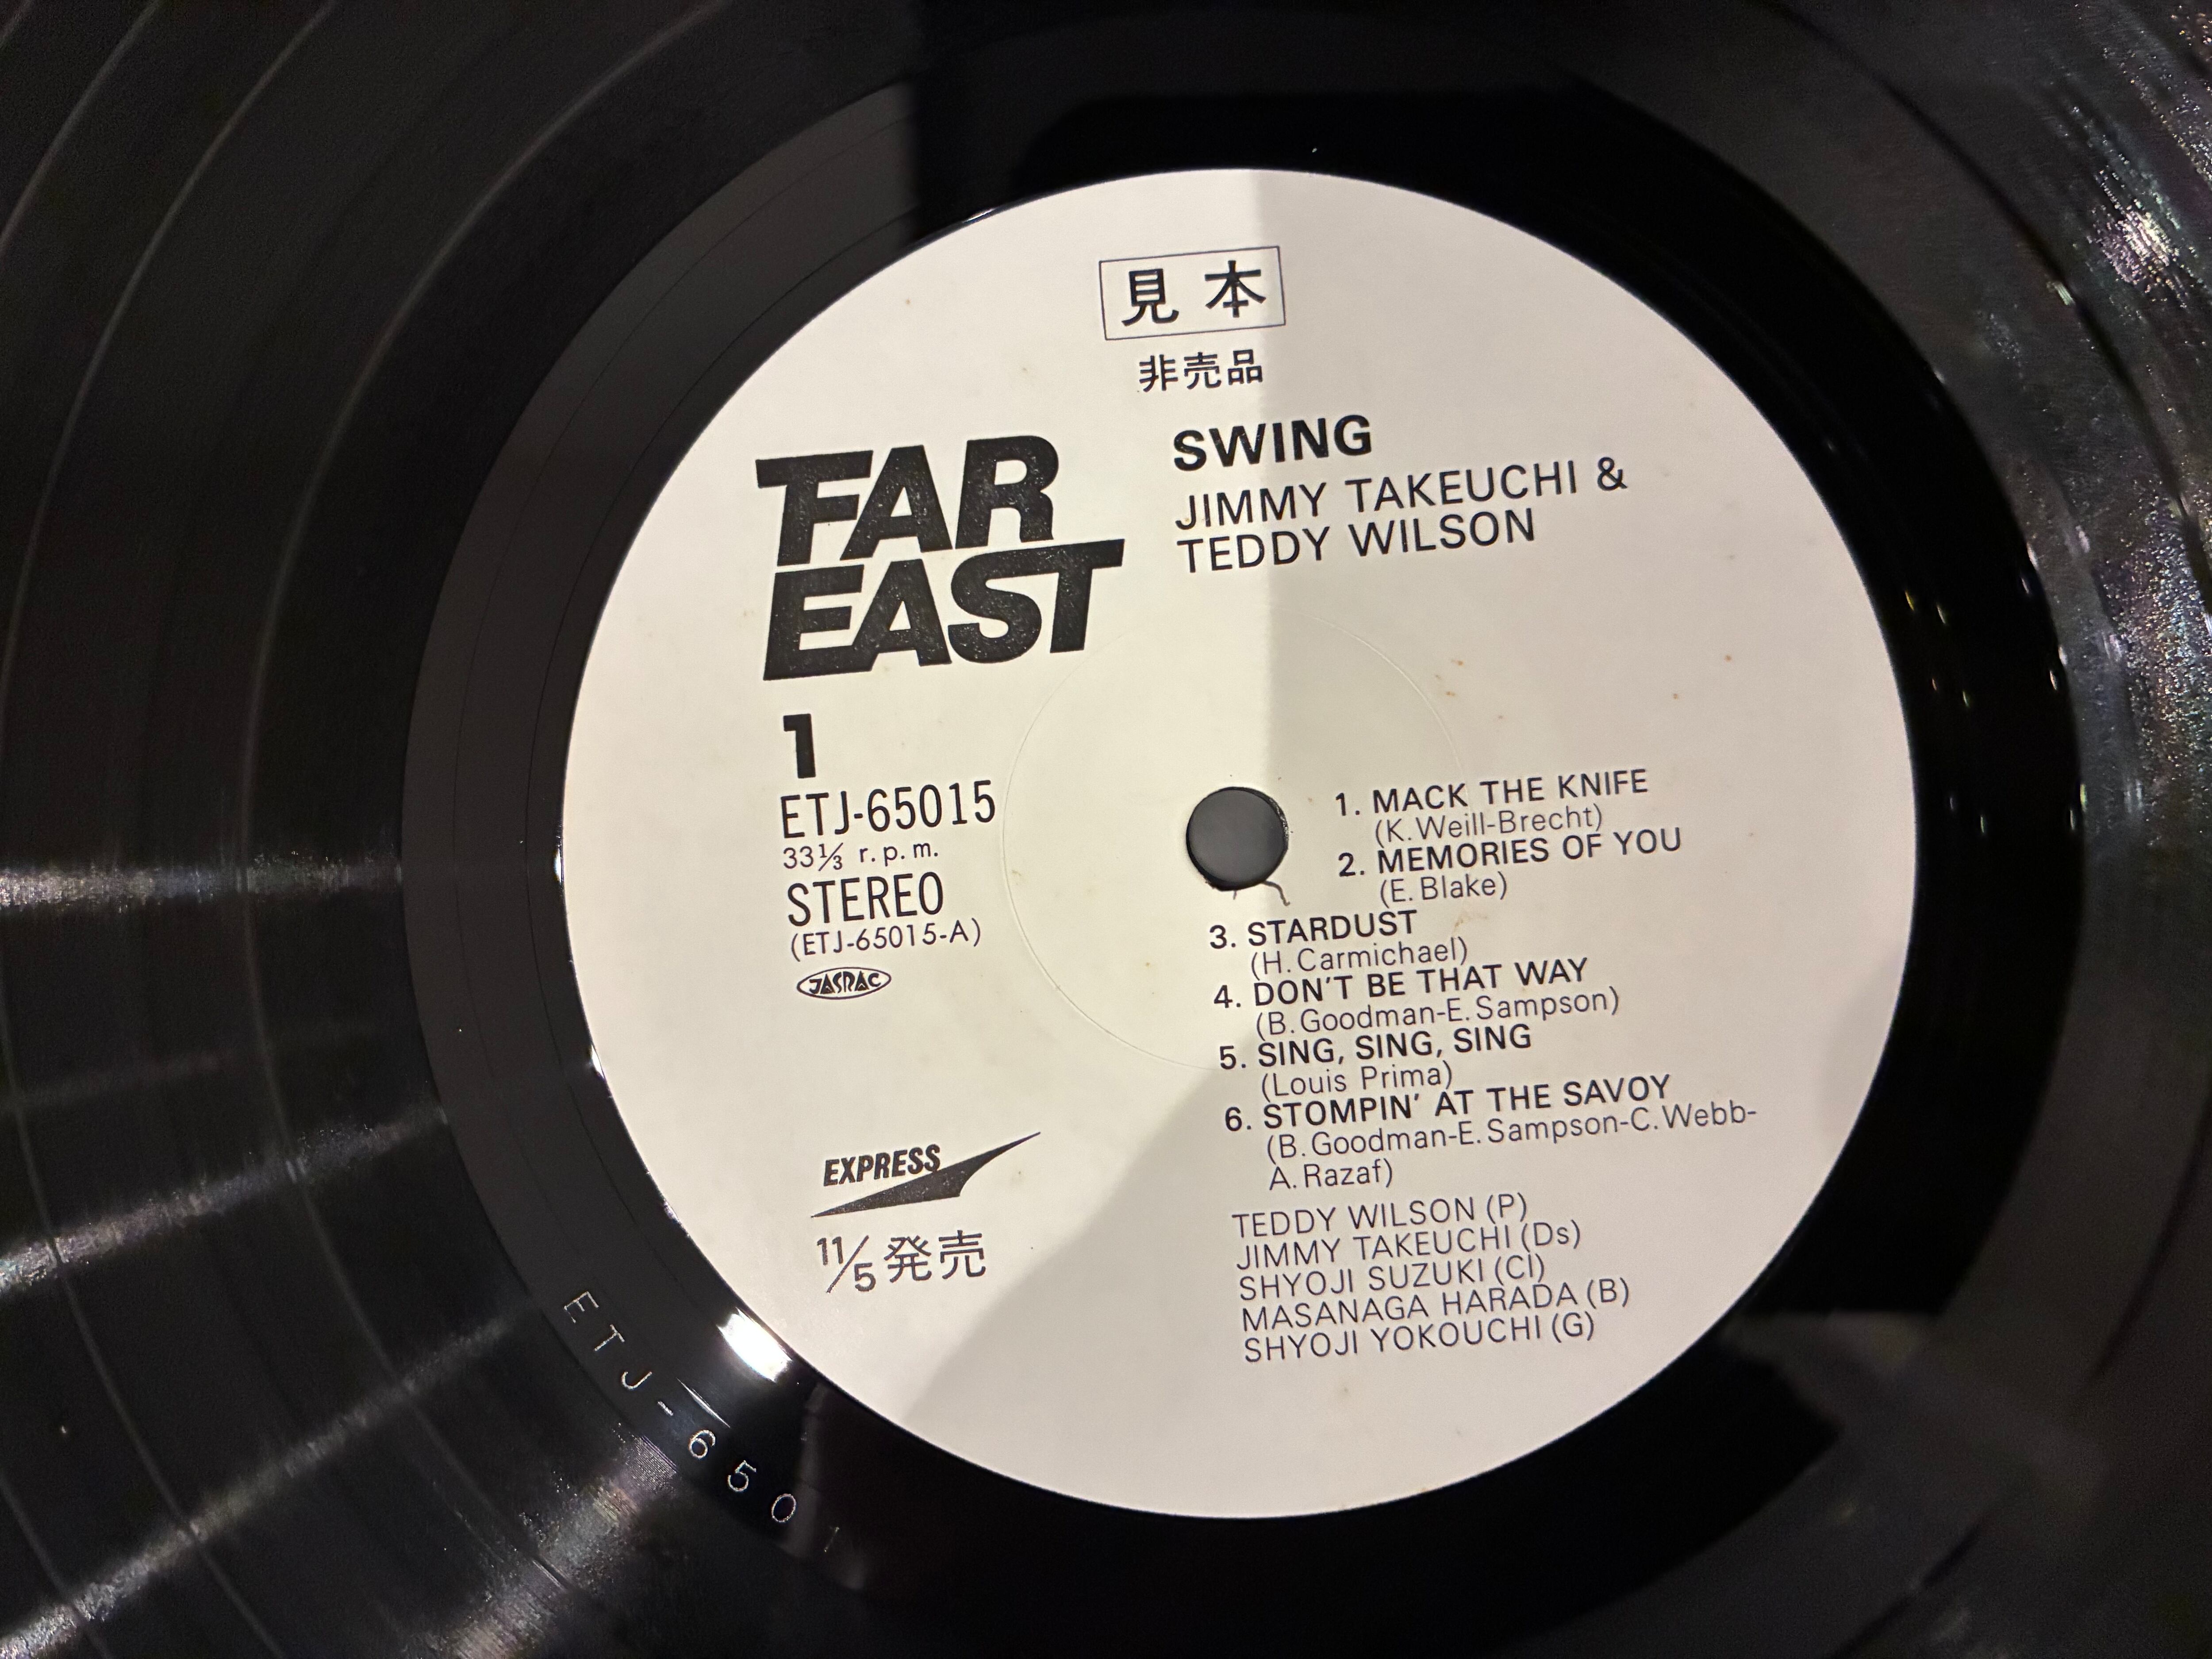 見本
非売品
FAR
EAST
SWING
JIMMY TAKEUCHI &
TEDDY WILSON
1
ETJ-65015
33⅓ r.p.m.
STEREO
(ETJ-65015-A)
JASRAC
1. MACK THE KNIFE
(K.Weill-Brecht)
2. MEMORIES OF YOU
(E.Blake)
3. STARDUST
(H.Carmichael)
4. DON'T BE THAT WAY
(B.Goodman-E.Sampson)
5. SING, SING, SING
(Louis Prima)
6. STOMPIN' AT THE SAVOY
(B.Goodman-E.Sampson-C.Webb-
A.Razaf)
TEDDY WILSON (P)
JIMMY TAKEUCHI (Ds)
SHYOJI SUZUKI (Cl)
MASANAGA HARADA (B)
SHYOJI YOKOUCHI (G)
EXPRESS
11/5発売
ETJ-6501